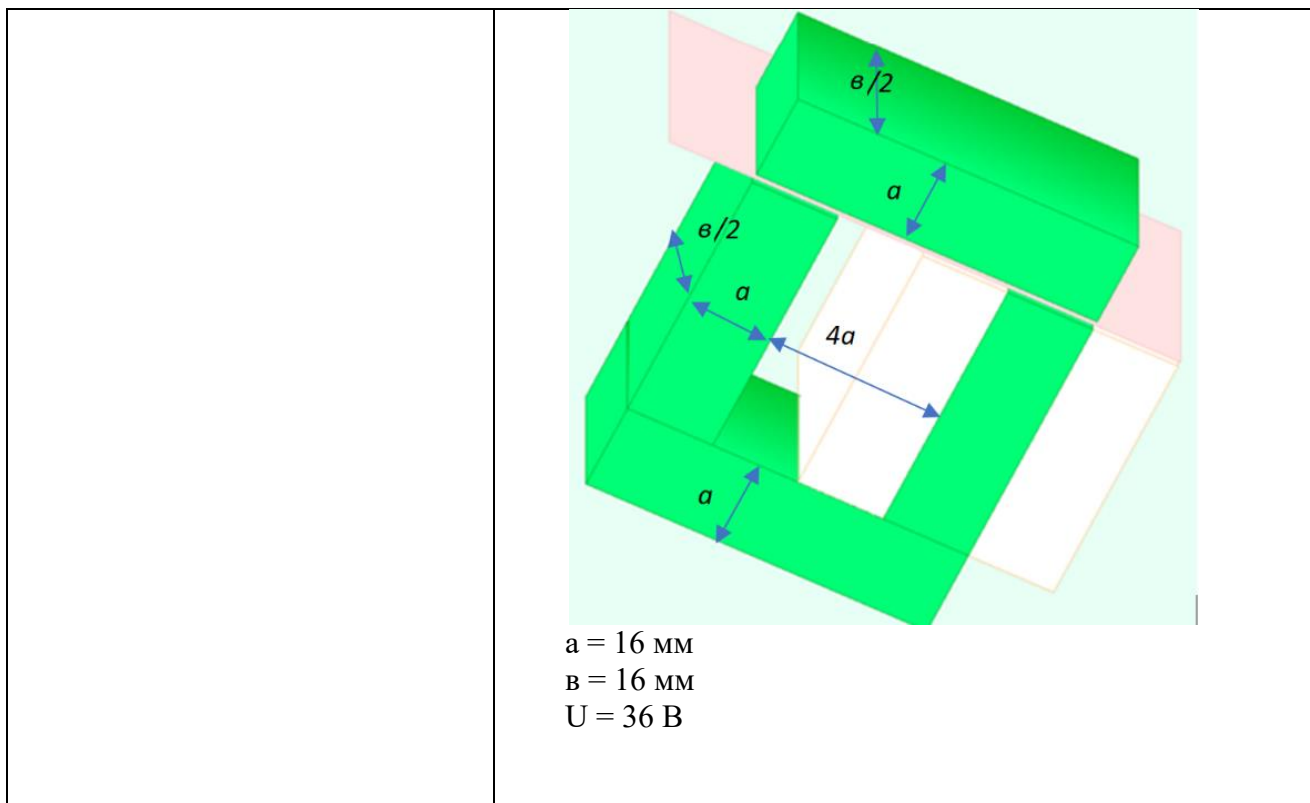 в/2
а
в/2
а
4а
а
а = 16 мм
в = 16 мм
U = 36 В